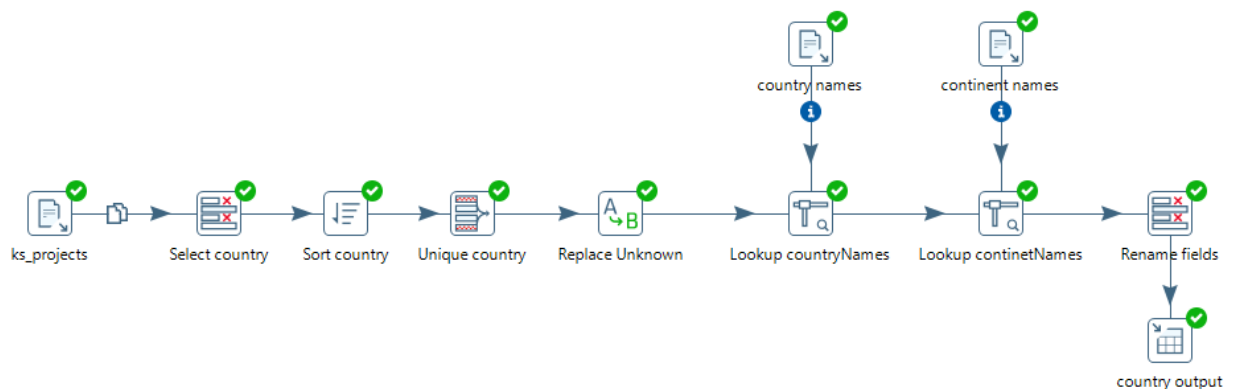 country names
continent names
ks_projects
Select country
Sort country
Unique country
Replace Unknown
Lookup countryNames
Lookup continetNames
Rename fields
country output